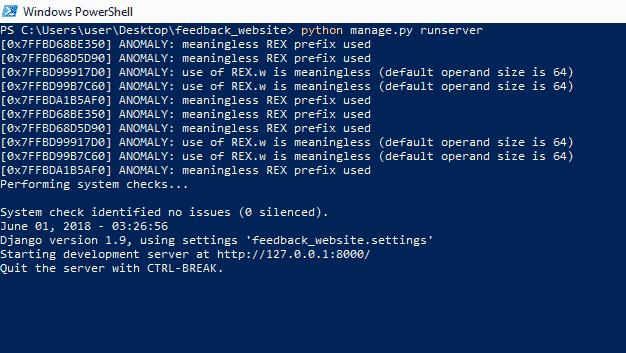 Windows PowerShell
PS C:\Users\user\Desktop\feedback_website> python manage.py runserver
[0x7FFBD68BE350] ANOMALY: meaningless REX prefix used
[0x7FFBD68D5D90] ANOMALY: meaningless REX prefix used
[0x7FFBD99917D0] ANOMALY: use of REX.w is meaningless (default operand size is 64)
[0x7FFBD99B7C60] ANOMALY: use of REX.w is meaningless (default operand size is 64)
[0x7FFBDA1B5AF0] ANOMALY: meaningless REX prefix used
[0x7FFBD68BE350] ANOMALY: meaningless REX prefix used
[0x7FFBD68D5D90] ANOMALY: meaningless REX prefix used
[0x7FFBD99917D0] ANOMALY: use of REX.w is meaningless (default operand size is 64)
[0x7FFBD99B7C60] ANOMALY: use of REX.w is meaningless (default operand size is 64)
[0x7FFBDA1B5AF0] ANOMALY: meaningless REX prefix used
Performing system checks...
System check identified no issues (0 silenced).
June 01, 2018 - 03:26:56
Django version 1.9, using settings 'feedback_website.settings'
Starting development server at http://127.0.0.1:8000/
Quit the server with CTRL-BREAK.